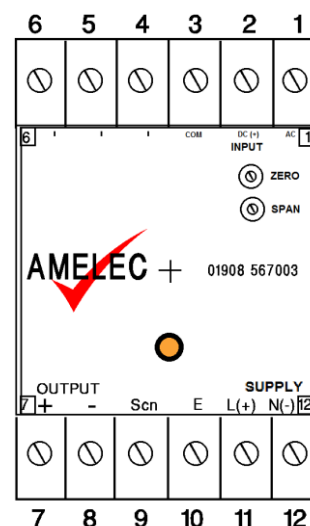 6 5 4 3 2 1
6 COM DC (+) AC 1
INPUT
ZERO
SPAN
AMELEC
01908 567003
OUTPUT SUPPLY
7 + - Scn E L(+) N(-) 12
7 8 9 10 11 12